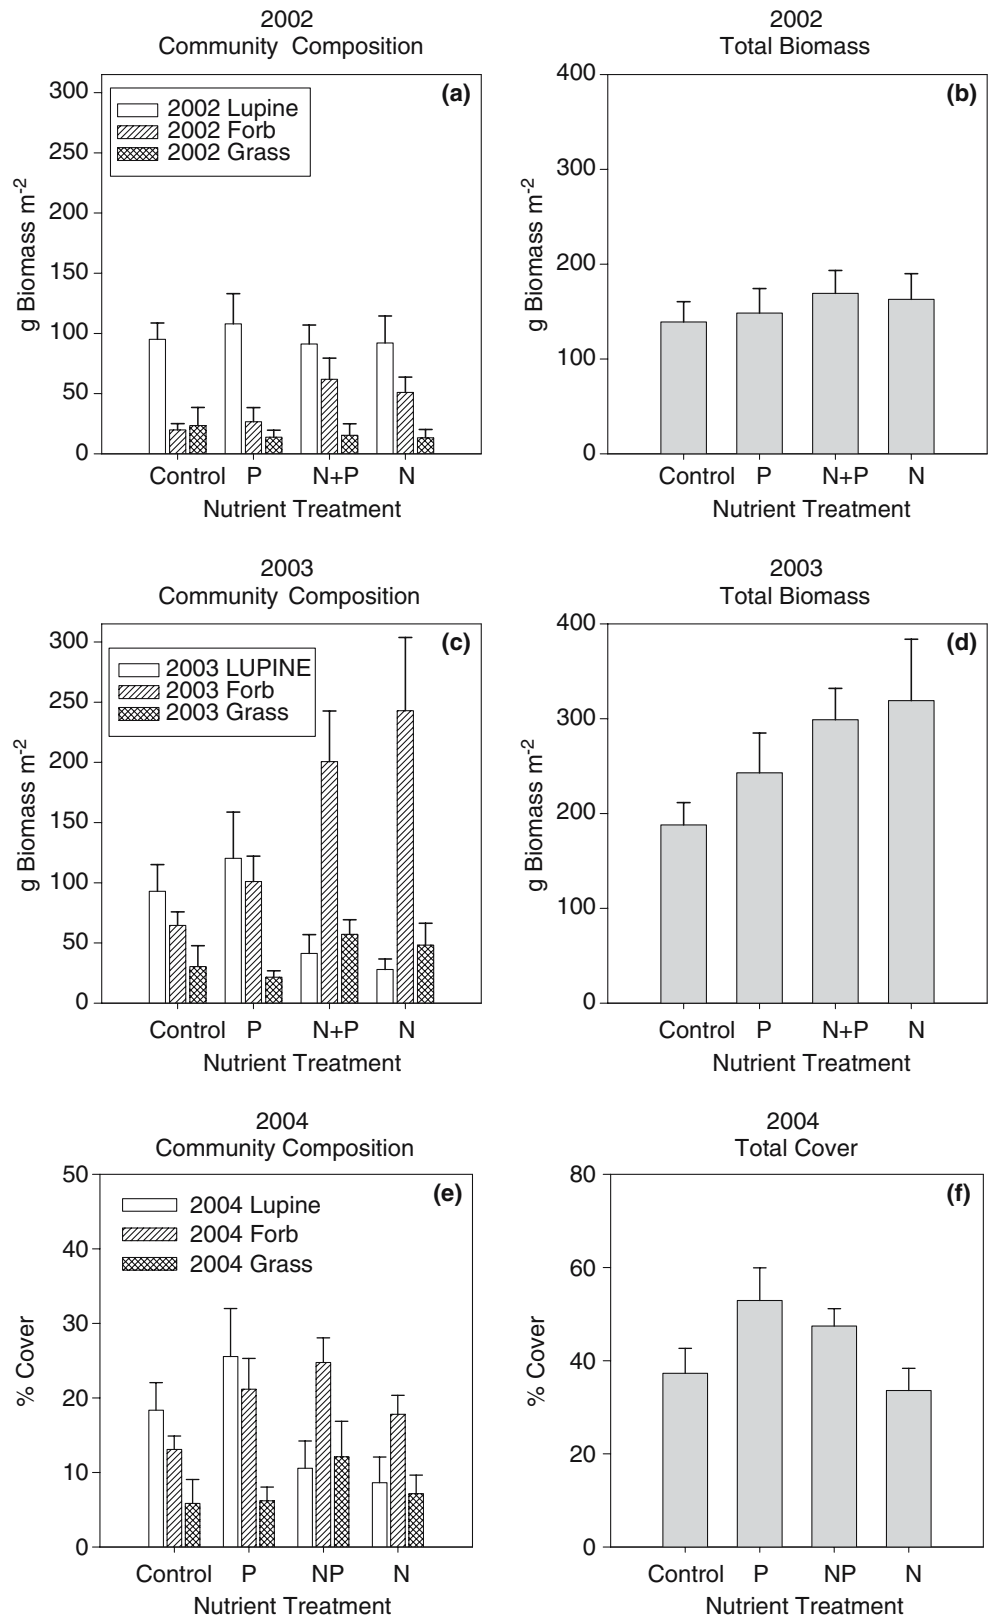 2002
Community Composition
(a)
2002 Lupine
2002 Forb
2002 Grass
300
250
200
150
100
50
0
g Biomass m-2
Control P N+P N
Nutrient Treatment
2002
Total Biomass
(b)
400
300
200
100
0
g Biomass m-2
Control P N+P N
Nutrient Treatment
2003
Community Composition
(c)
2003 LUPINE
2003 Forb
2003 Grass
300
250
200
150
100
50
0
g Biomass m-2
Control P N+P N
Nutrient Treatment
2003
Total Biomass
(d)
400
300
200
100
0
g Biomass m-2
Control P N+P N
Nutrient Treatment
2004
Community Composition
(e)
2004 Lupine
2004 Forb
2004 Grass
50
40
30
20
10
0
% Cover
Control P NP N
Nutrient Treatment
2004
Total Cover
(f)
80
60
40
20
0
% Cover
Control P NP N
Nutrient Treatment